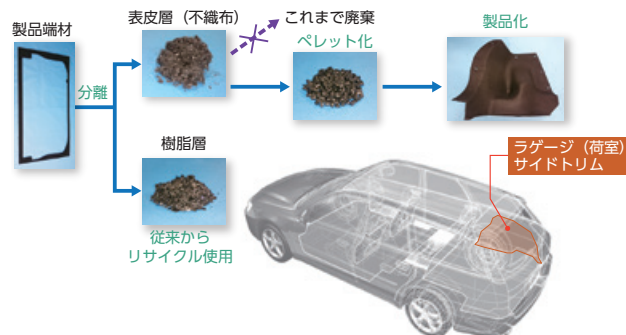 製品端材
分離
表皮層（不織布）
これまで廃棄
ペレット化
製品化
樹脂層
従来から
リサイクル使用
ラゲージ（荷室）
サイドトリム